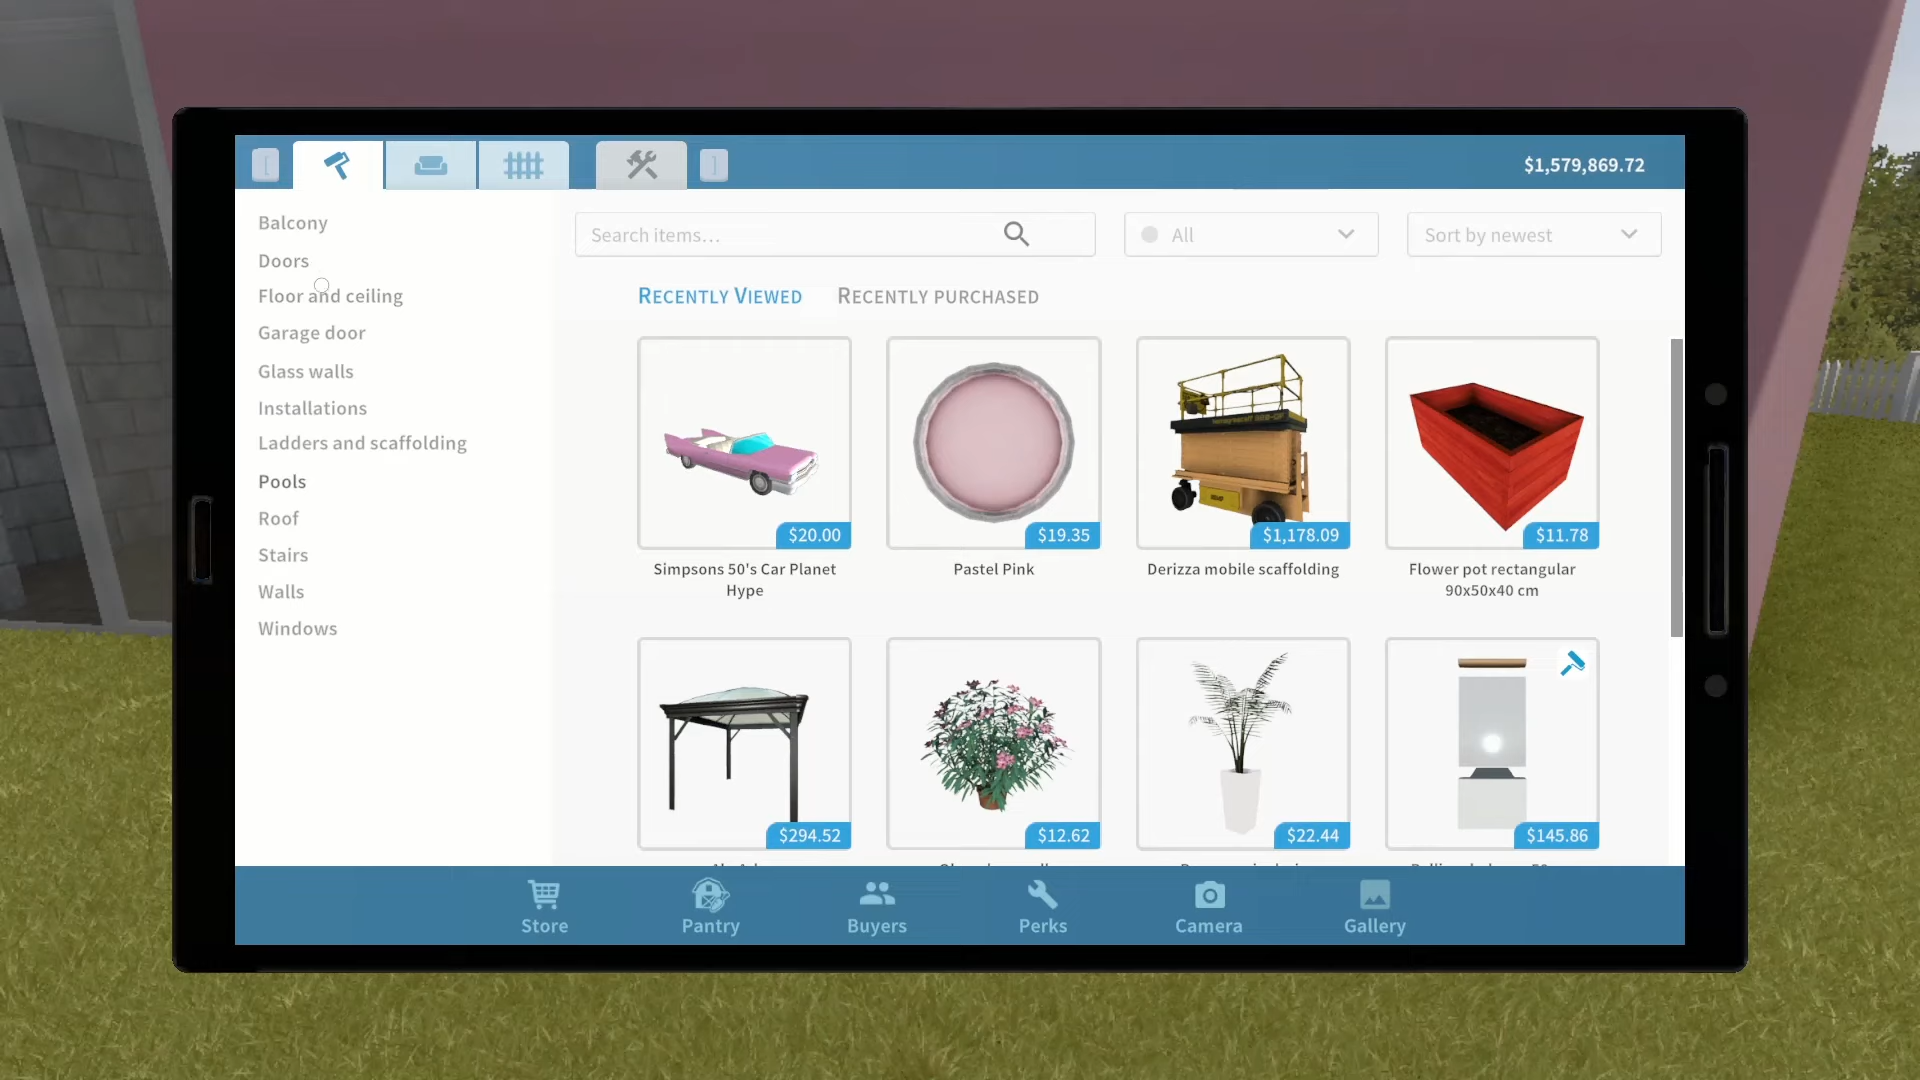 [
]
$1,579,869.72
Balcony
Doors
Floor and ceiling
Garage door
Glass walls
Installations
Ladders and scaffolding
Pools
Roof
Stairs
Walls
Windows
Search items...
All
Sort by newest
RECENTLY VIEWED
RECENTLY PURCHASED
$20.00
$19.35
$1,178.09
$11.78
Simpsons 50's Car Planet
Hype
Pastel Pink
Derizza mobile scaffolding
Flower pot rectangular
90x50x40 cm
$294.52
$12.62
$22.44
$145.86
Store
Pantry
Buyers
Perks
Camera
Gallery